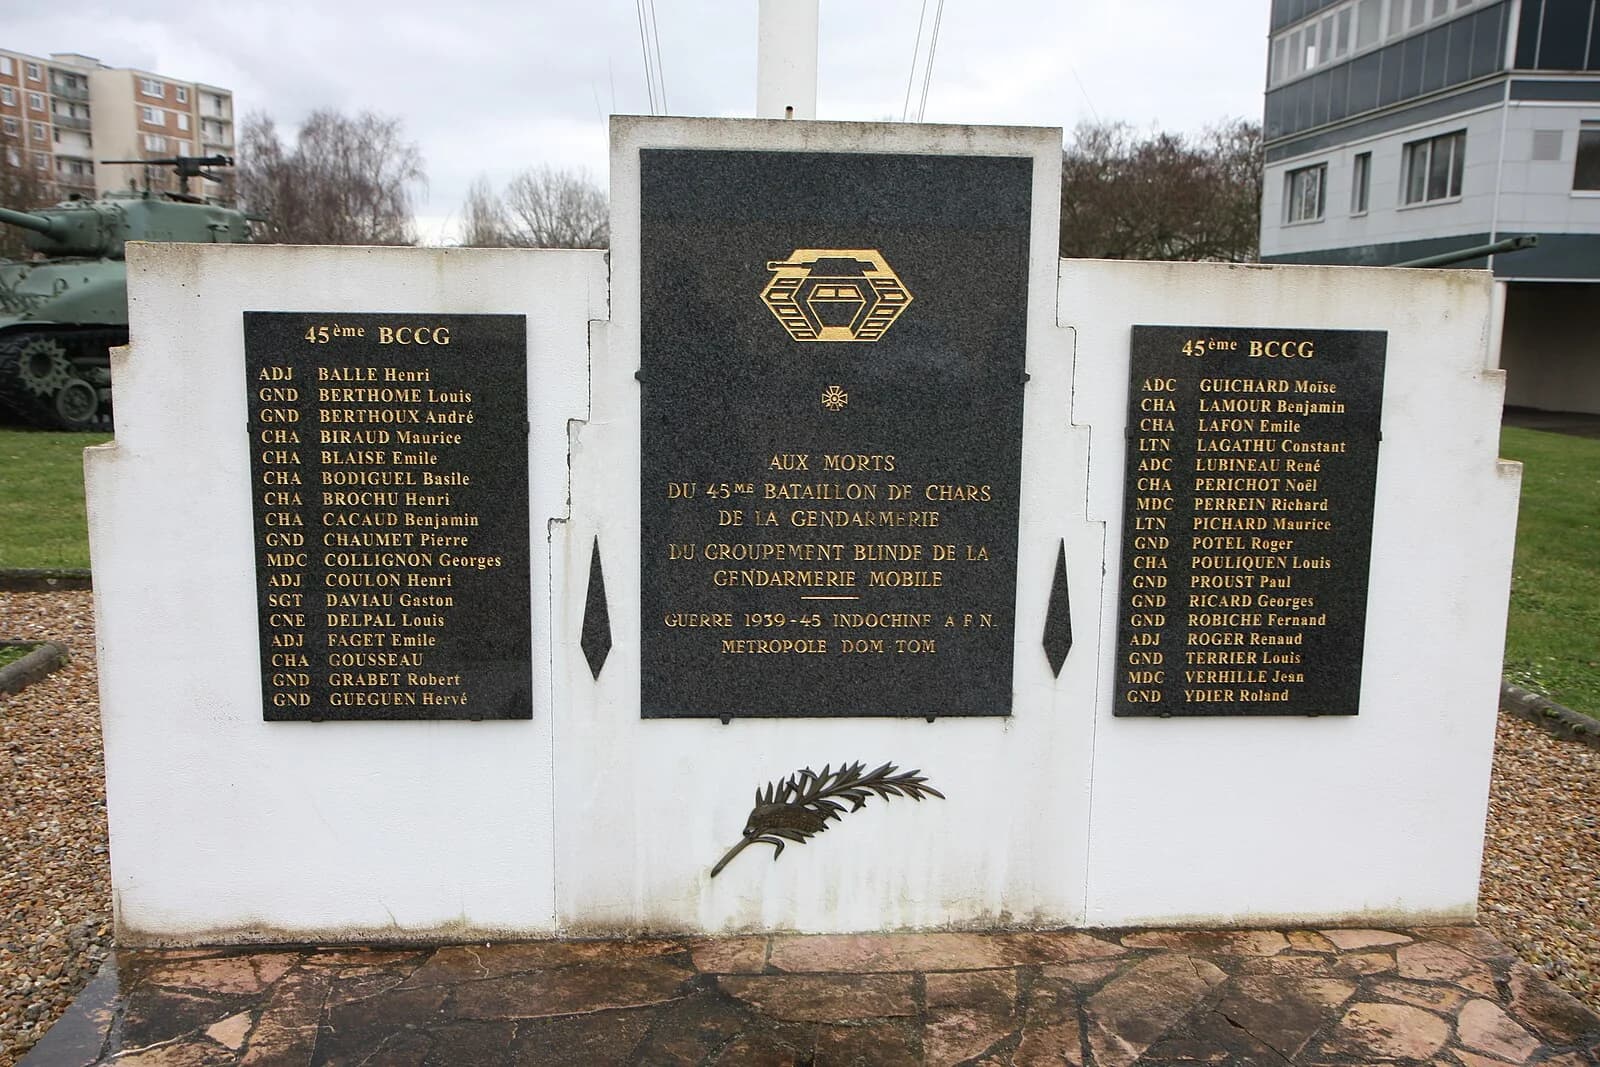 45ème BCCG
ADJ BALLE Henri
GND BERTHOME Louis
GND BERTHOUX André
CHA BIRAUD Maurice
CHA BLAISE Emile
CHA BODIGUEL Basile
CHA BROCHU Henri
CHA CACAUD Benjamin
GND CHAUMET Pierre
MDC COLLIGNON Georges
ADJ COULON Henri
SGT DAVIAU Gaston
CNE DELPAL Louis
ADJ FAGET Emile
CHA GOUSSEAU
GND GRABET Robert
GND GUEGUEN Hervé
AUX MORTS
DU 45ME BATAILLON DE CHARS
DE LA GENDARMERIE
DU GROUPEMENT BLINDE DE LA
GENDARMERIE MOBILE
GUERRE 1939-45 INDOCHINE A F N.
METROPOLE DOM-TOM
45ème BCCG
ADC GUICHARD Moïse
CHA LAMOUR Benjamin
CHA LAFON Emile
LTN LAGATHU Constant
ADC LUBINEAU René
CHA PERICHOT Noël
MDC PERREIN Richard
LTN PICHARD Maurice
GND POTEL Roger
CHA POULIQUEN Louis
GND PROUST Paul
GND RICARD Georges
GND ROBICHE Fernand
ADJ ROGER Renaud
GND TERRIER Louis
MDC VERHILLE Jean
GND YDIER Roland